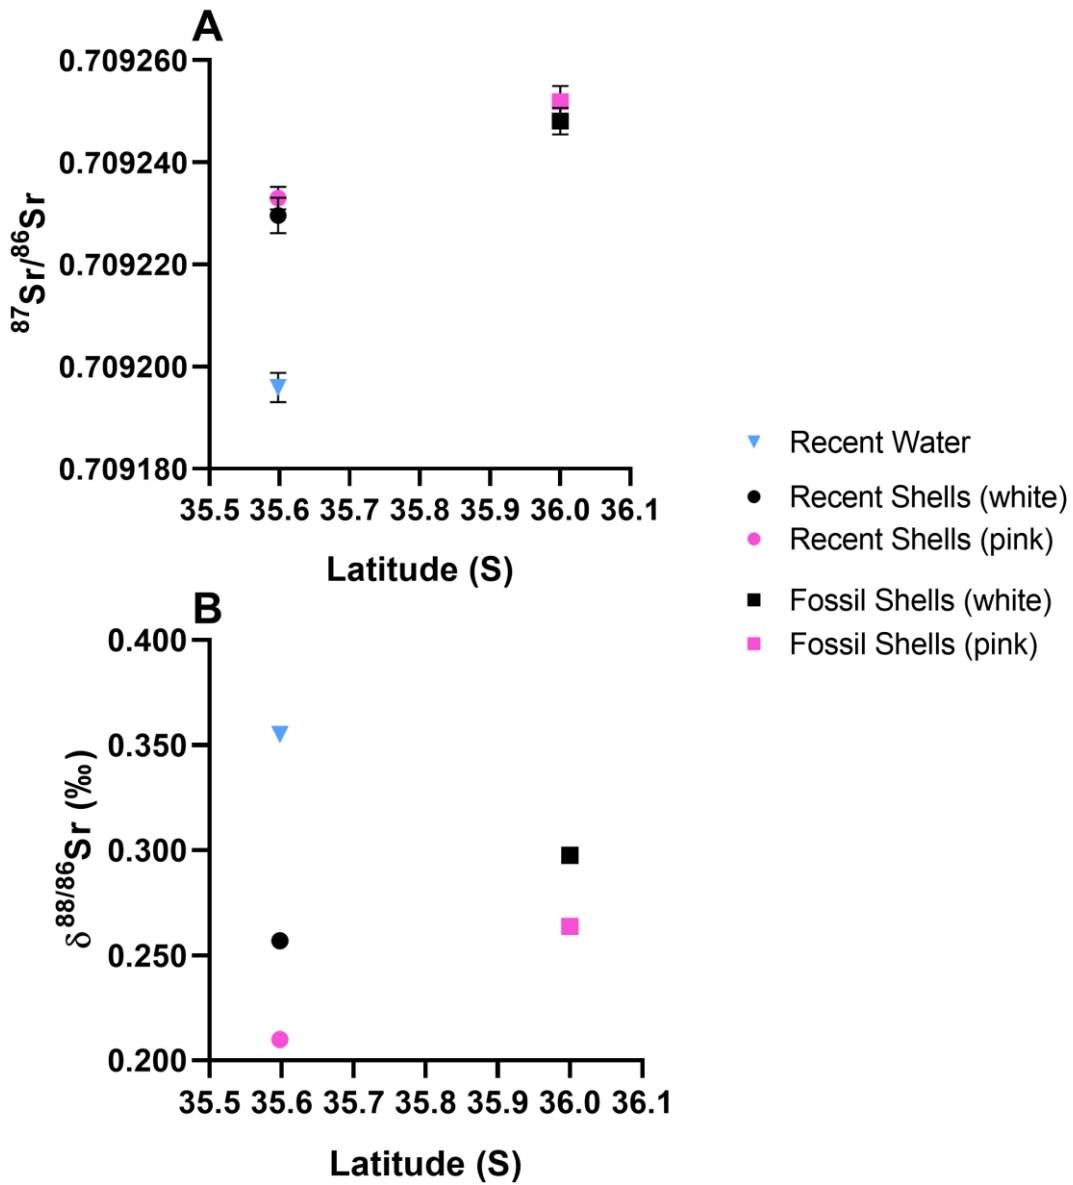 A
0.709260
0.709240
0.709220
0.709200
0.709180
⁸⁷Sr/⁸⁶Sr
35.5 35.6 35.7 35.8 35.9 36.0 36.1
Latitude (S)
B
0.400
0.350
0.300
0.250
0.200
δ⁸⁸/⁸⁶Sr (‰)
35.5 35.6 35.7 35.8 35.9 36.0 36.1
Latitude (S)
Recent Water
Recent Shells (white)
Recent Shells (pink)
Fossil Shells (white)
Fossil Shells (pink)